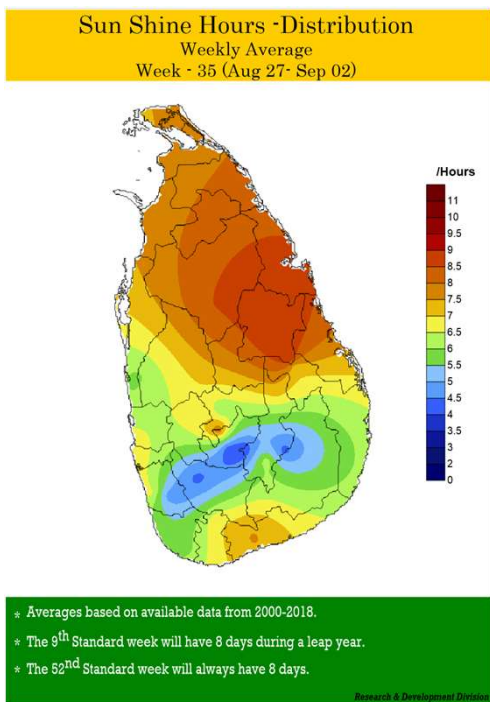 Sun Shine Hours -Distribution
Weekly Average
Week - 35 (Aug 27- Sep 02)
/Hours
11
10
9.5
9
8.5
8
7.5
7
6.5
6
5.5
5
4.5
4
3.5
3
2
0
* Averages based on available data from 2000-2018.
* The 9th Standard week will have 8 days during a leap year.
* The 52nd Standard week will always have 8 days.
Research & Development Division